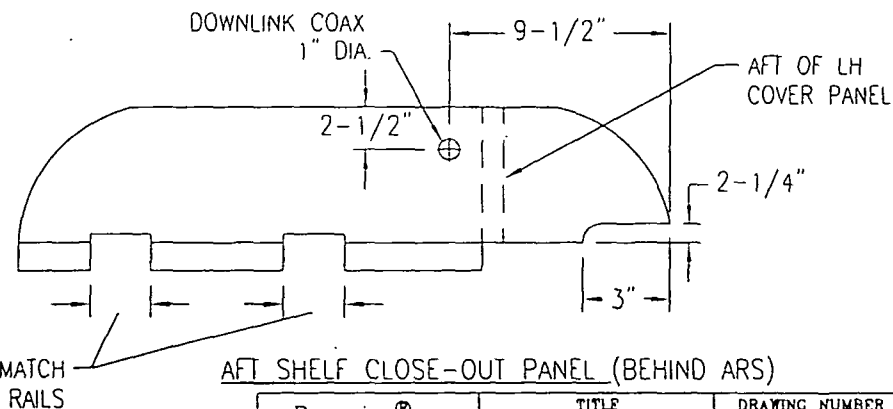 DOWNLINK COAX
1" DIA.
9-1/2"
AFT OF LH
COVER PANEL
2-1/2"
2-1/4"
3"
MATCH
RAILS
AFT SHELF CLOSE-OUT PANEL (BEHIND ARS)
TITLE
DRAWING NUMBER